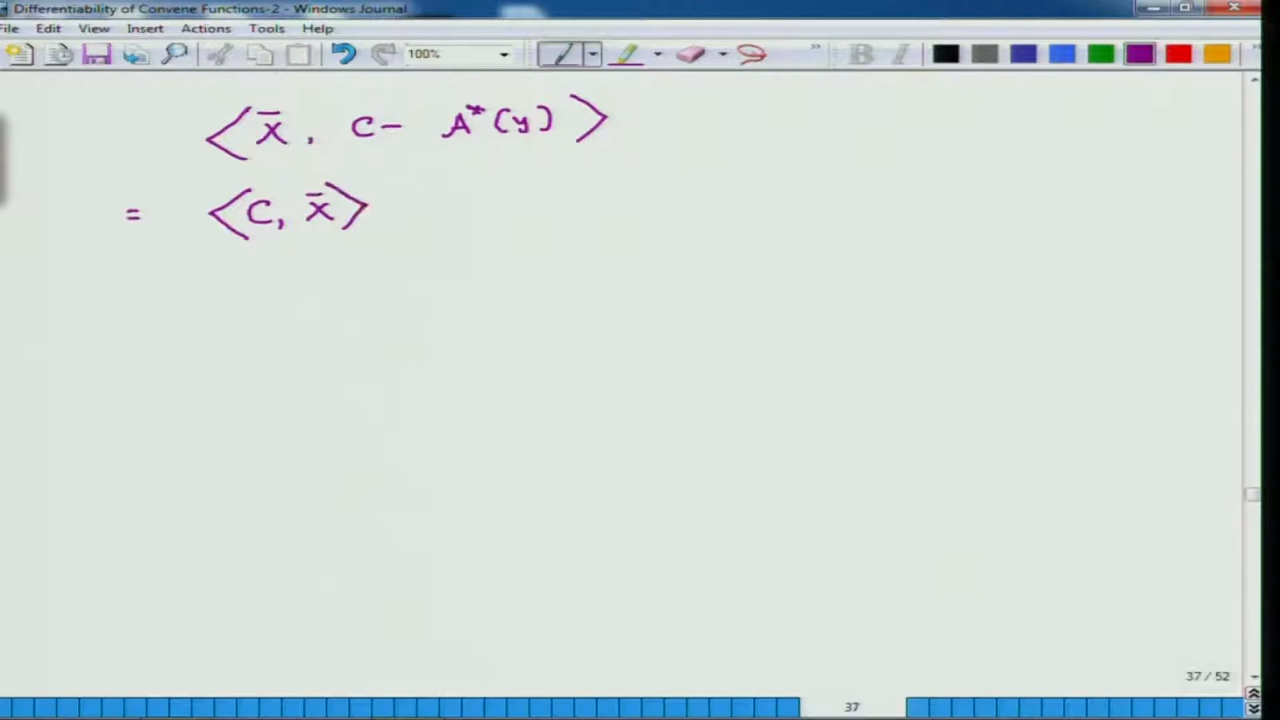 Differentiability of Convene Functions-2 - Windows Journal
File Edit View Insert Actions Tools Help
100%
B I
⟨x̄, C - A*(y)⟩
= ⟨C, x̄⟩
37 / 52
37